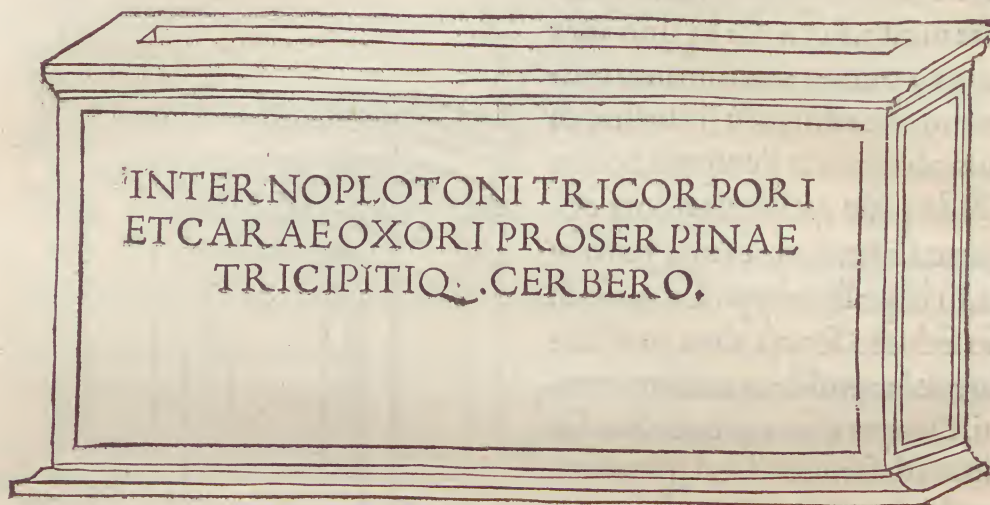 INTERNOPLOTONI TRICORPORI
ETCARAEOXORI PROSERPINAE
TRICIPITIQ; .CERBERO.